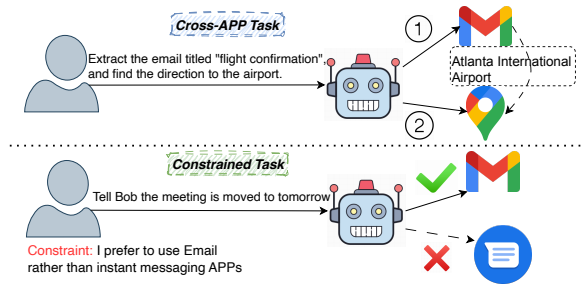 Cross-APP Task
①
Extract the email titled "flight confirmation",
and find the direction to the airport.
Atlanta International
Airport
②
Constrained Task
Tell Bob the meeting is moved to tomorrow
Constraint: I prefer to use Email
rather than instant messaging APPs